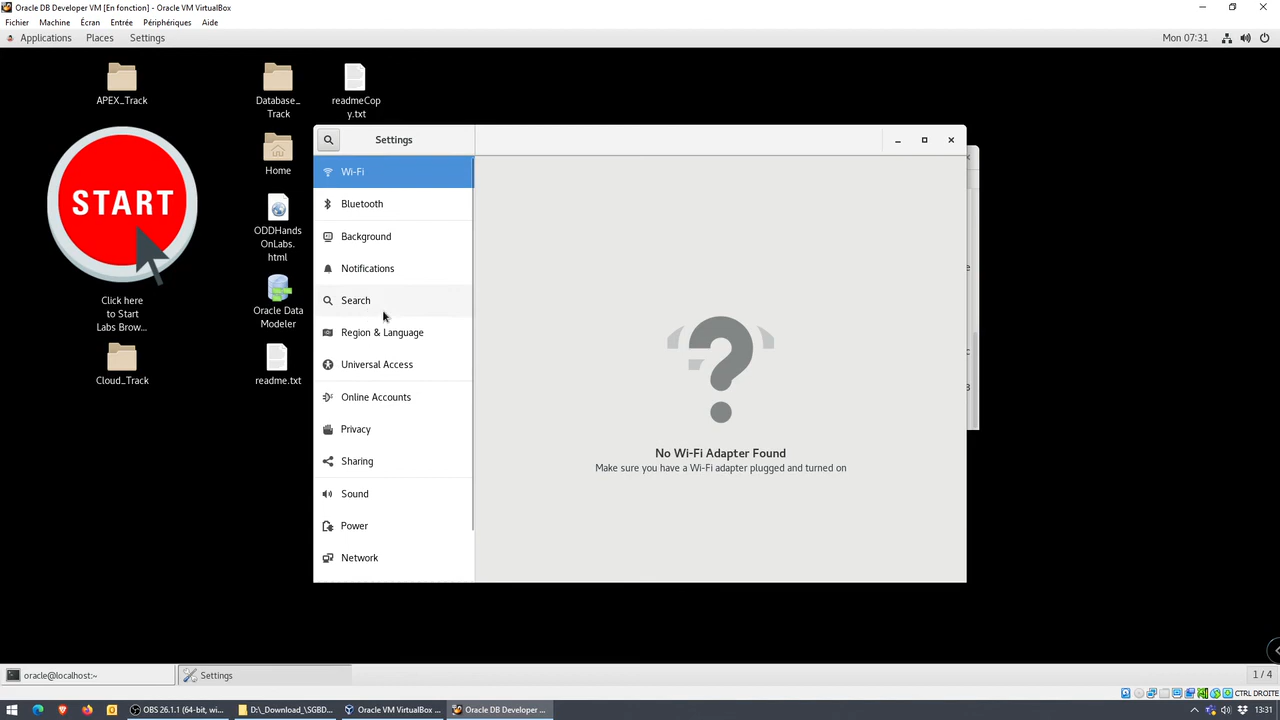 Oracle DB Developer VM [En fonction] - Oracle VM VirtualBox
Fichier Machine Écran Entrée Périphériques Aide
Applications Places Settings Mon 07:31
APEX_Track
Database_
Track
readmeCop
y.txt
START
Click here
to Start
Labs Brow...
Cloud_Track
Home
ODDHands
OnLabs.
html
Oracle Data
Modeler
readme.txt
Settings
Wi-Fi
Bluetooth
Background
Notifications
Search
Region & Language
Universal Access
Online Accounts
Privacy
Sharing
Sound
Power
Network
No Wi-Fi Adapter Found
Make sure you have a Wi-Fi adapter plugged and turned on
oracle@localhost:~ Settings 1 / 4
CTRL DROITE
OBS 26.1.1 (64-bit, wi... D:\_Download_\SGBD... Oracle VM VirtualBox ... Oracle DB Developer ... 13:31